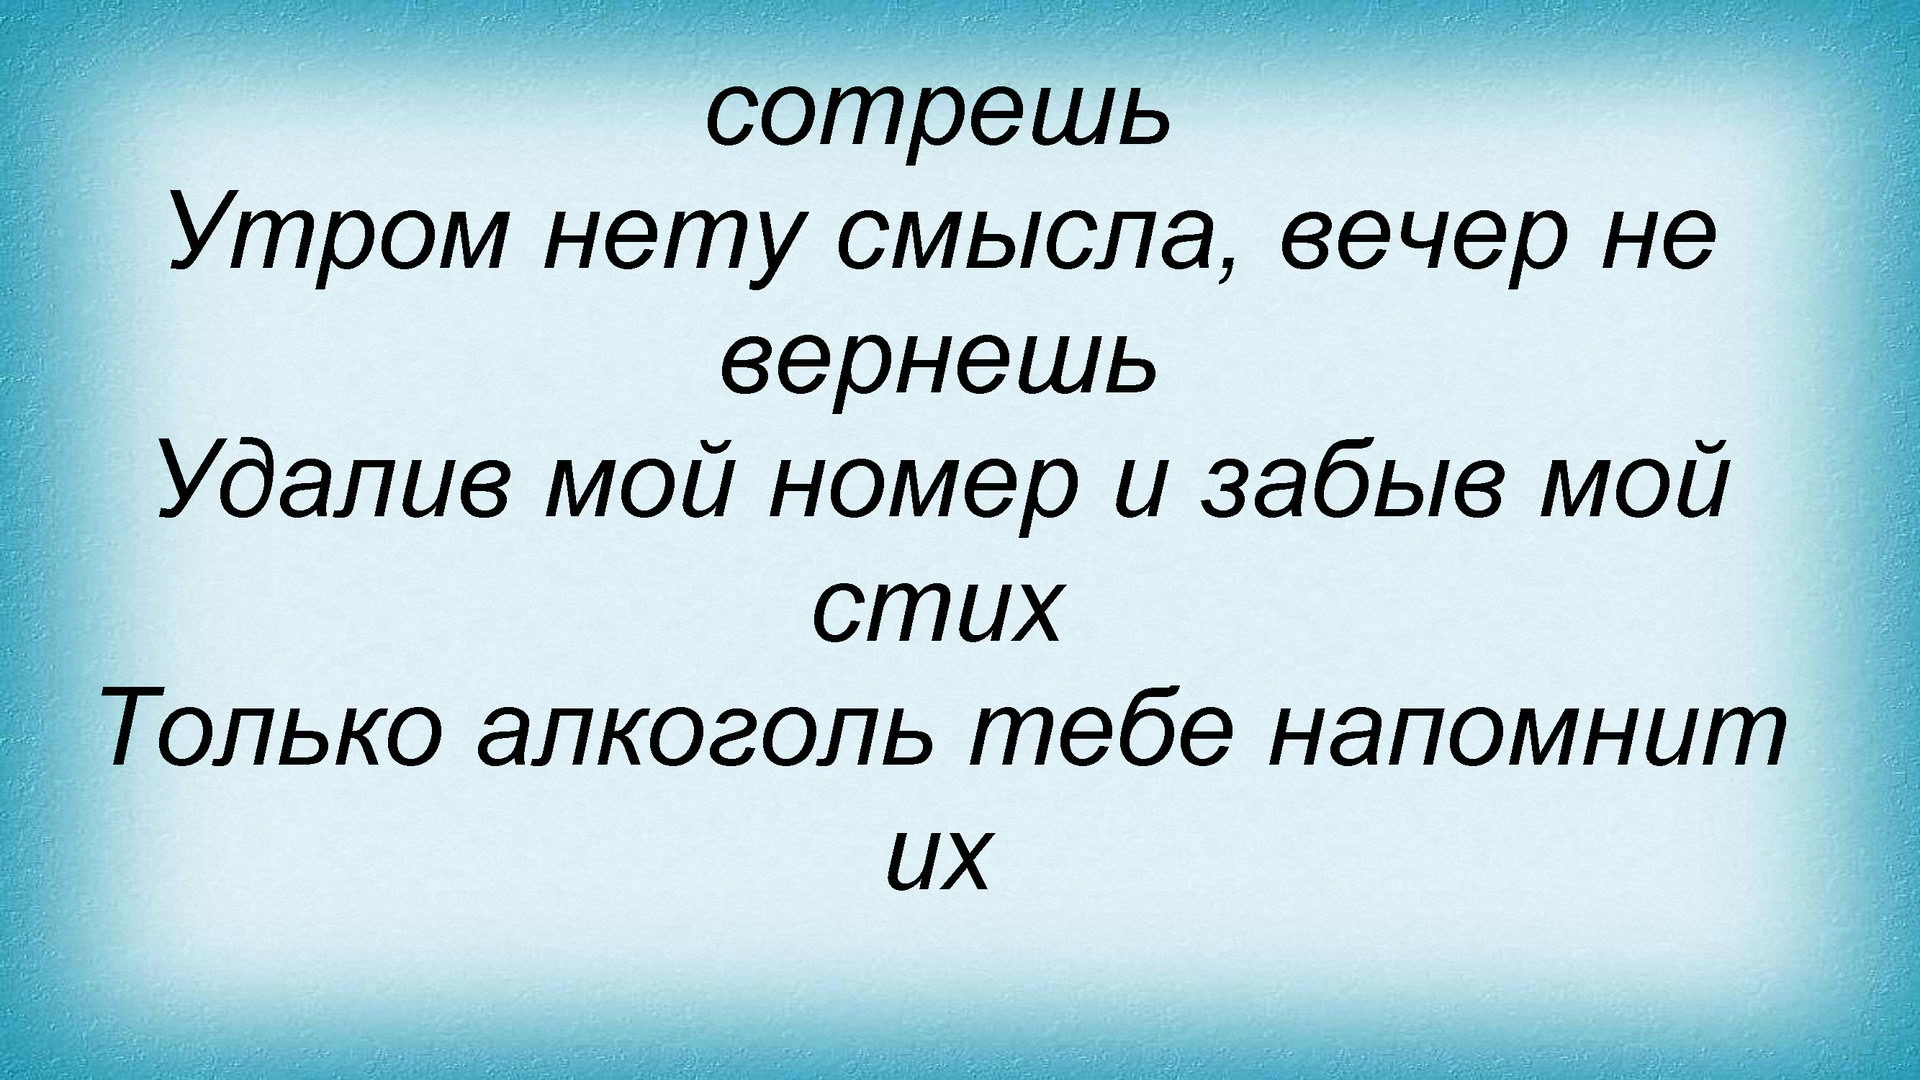 сотрешь
Утром нету смысла, вечер не
вернешь
Удалив мой номер и забыв мой
стих
Только алкоголь тебе напомнит
их